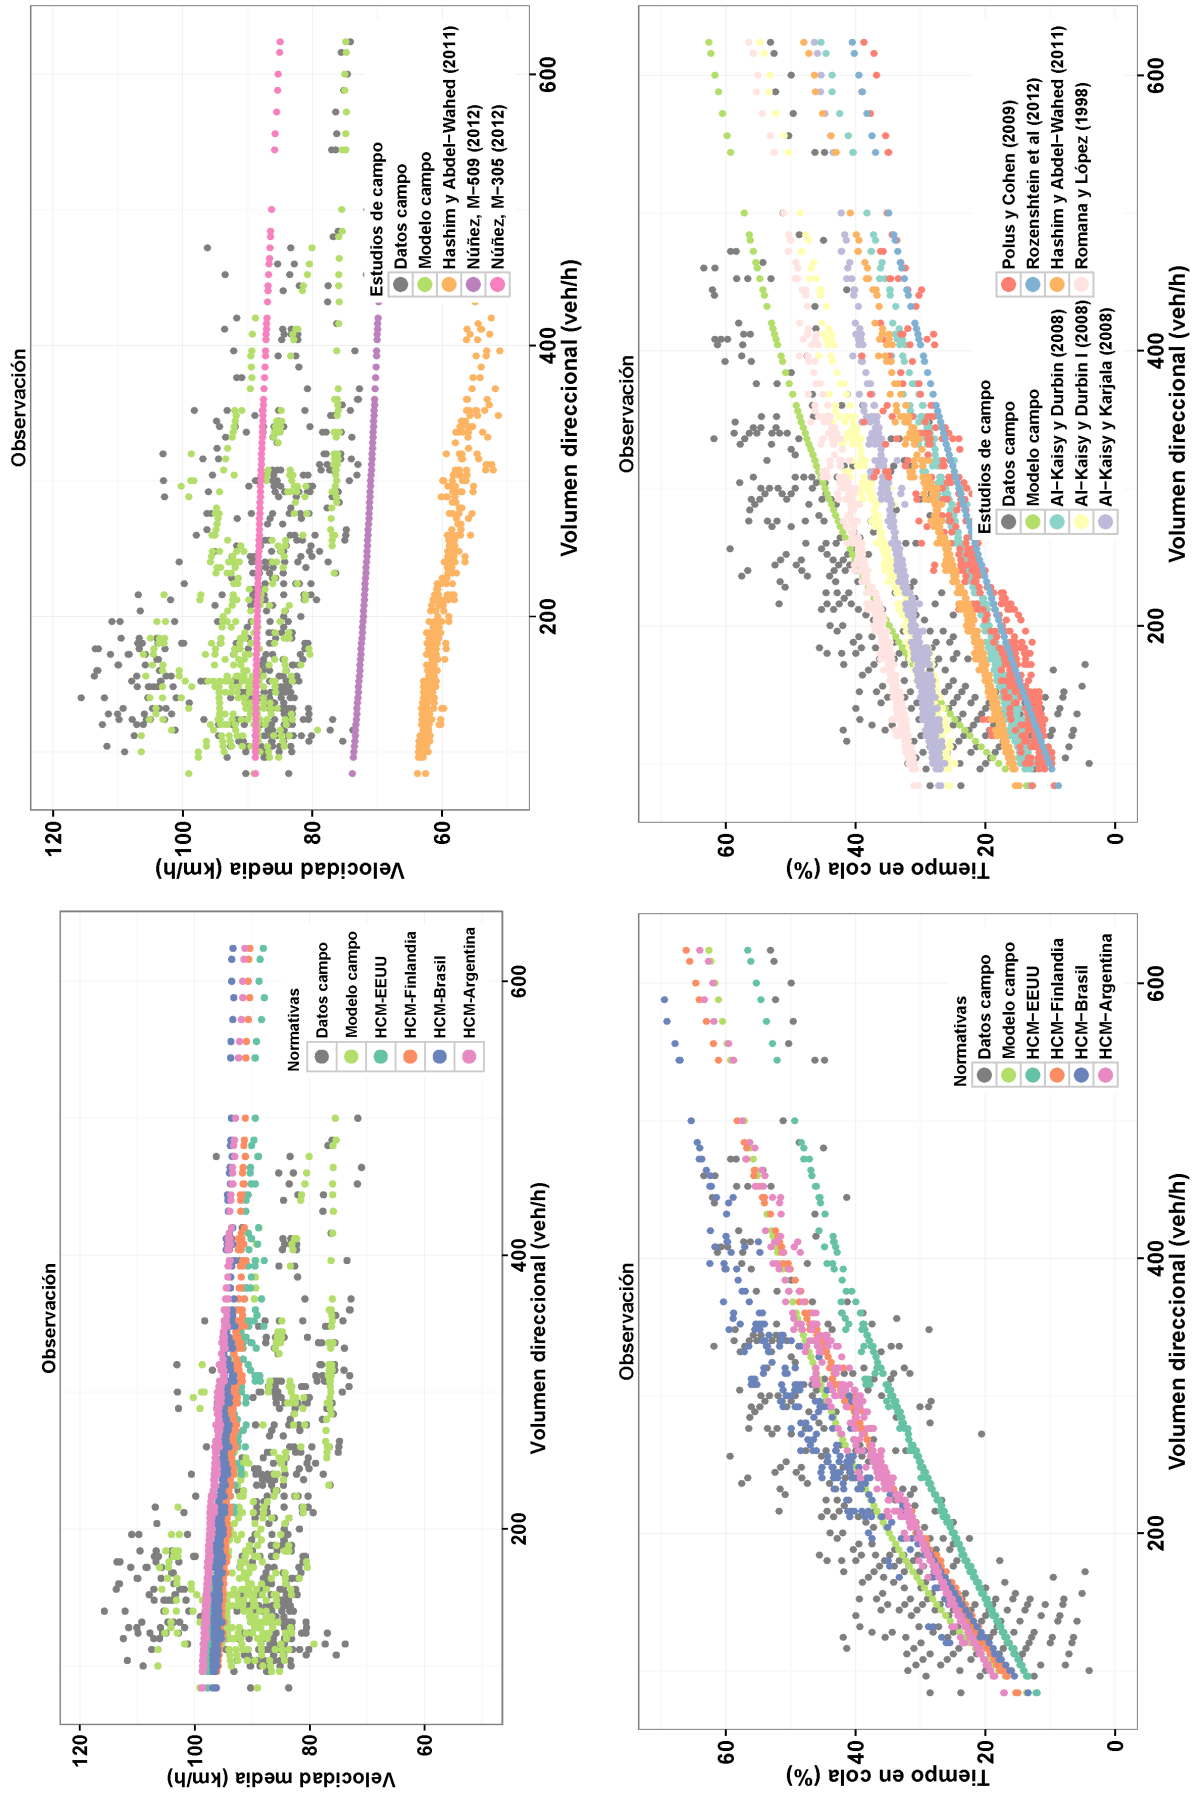 Observación
120
100
80
60
Velocidad media (km/h)
200
400
600
Volumen direccional (veh/h)
Normativas
Datos campo
Modelo campo
HCM-EEUU
HCM-Finlandia
HCM-Brasil
HCM-Argentina
Observación
120
100
80
60
Velocidad media (km/h)
200
400
600
Volumen direccional (veh/h)
Estudios de campo
Datos campo
Modelo campo
Hashim y Abdel-Wahed (2011)
Núñez, M-509 (2012)
Núñez, M-305 (2012)
Observación
60
40
20
0
Tiempo en cola (%)
200
400
600
Volumen direccional (veh/h)
Normativas
Datos campo
Modelo campo
HCM-EEUU
HCM-Finlandia
HCM-Brasil
HCM-Argentina
Observación
60
40
20
0
Tiempo en cola (%)
200
400
600
Volumen direccional (veh/h)
Estudios de campo
Datos campo
Modelo campo
Al-Kaisy y Durbin (2008)
Al-Kaisy y Durbin I (2008)
Al-Kaisy y Karjala (2008)
Polus y Cohen (2009)
Rozenshtein et al (2012)
Hashim y Abdel-Wahed (2011)
Romana y López (1998)